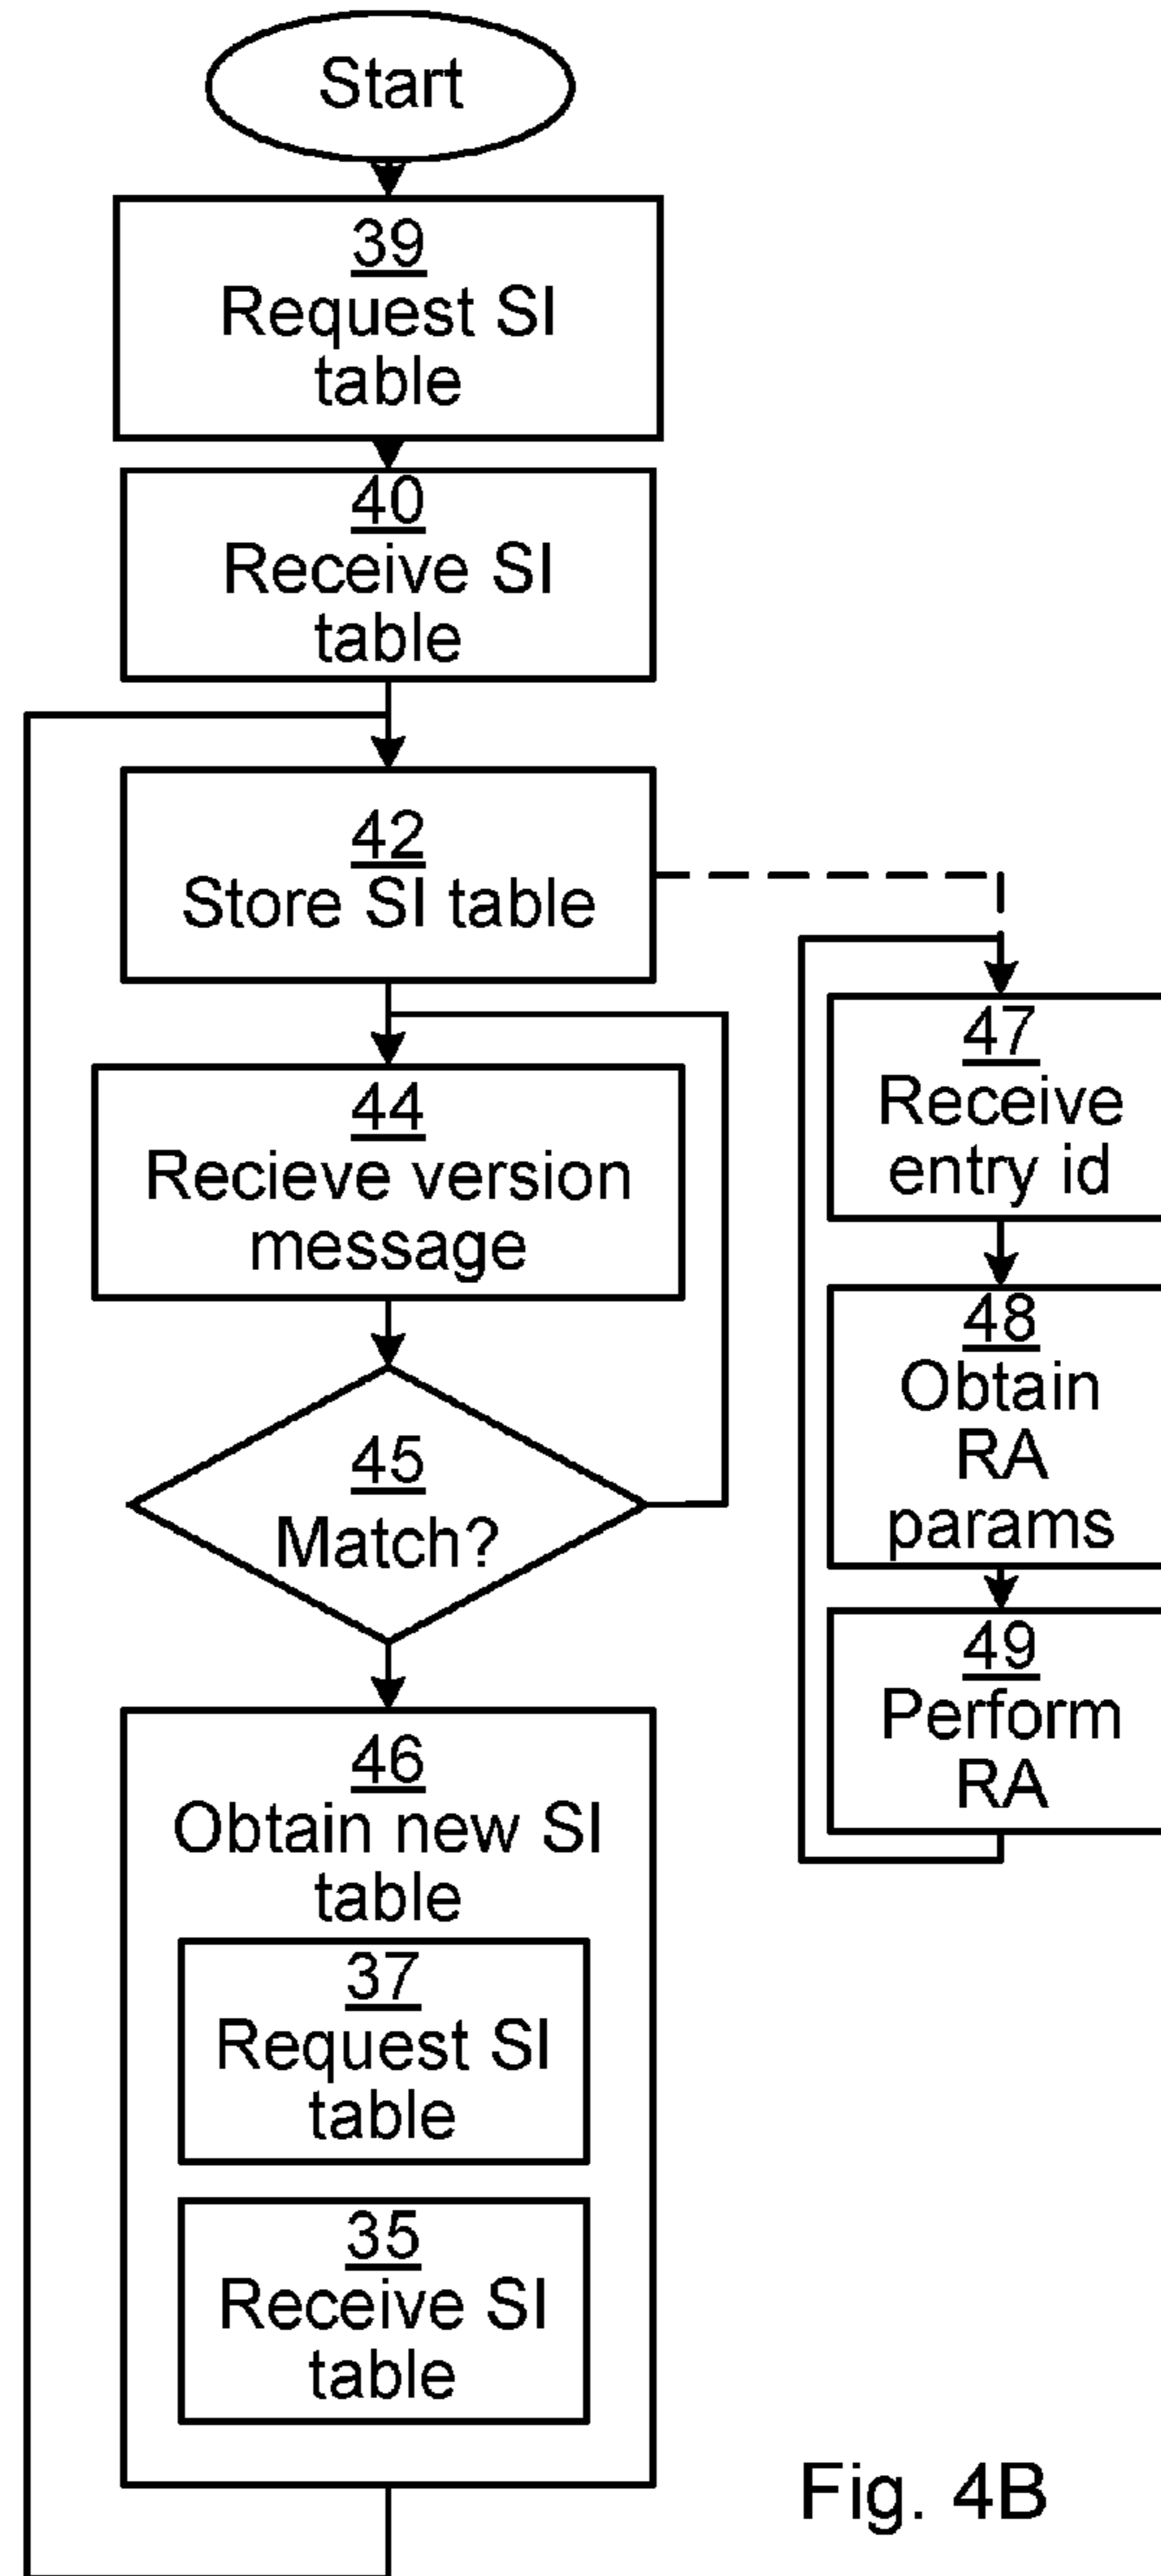 Start
39
Request SI
table
40
Receive SI
table
42
Store SI table
44
Recieve version
message
45
Match?
46
Obtain new SI
table
37
Request SI
table
35
Receive SI
table
47
Receive
entry id
48
Obtain
RA
params
49
Perform
RA
Fig. 4B